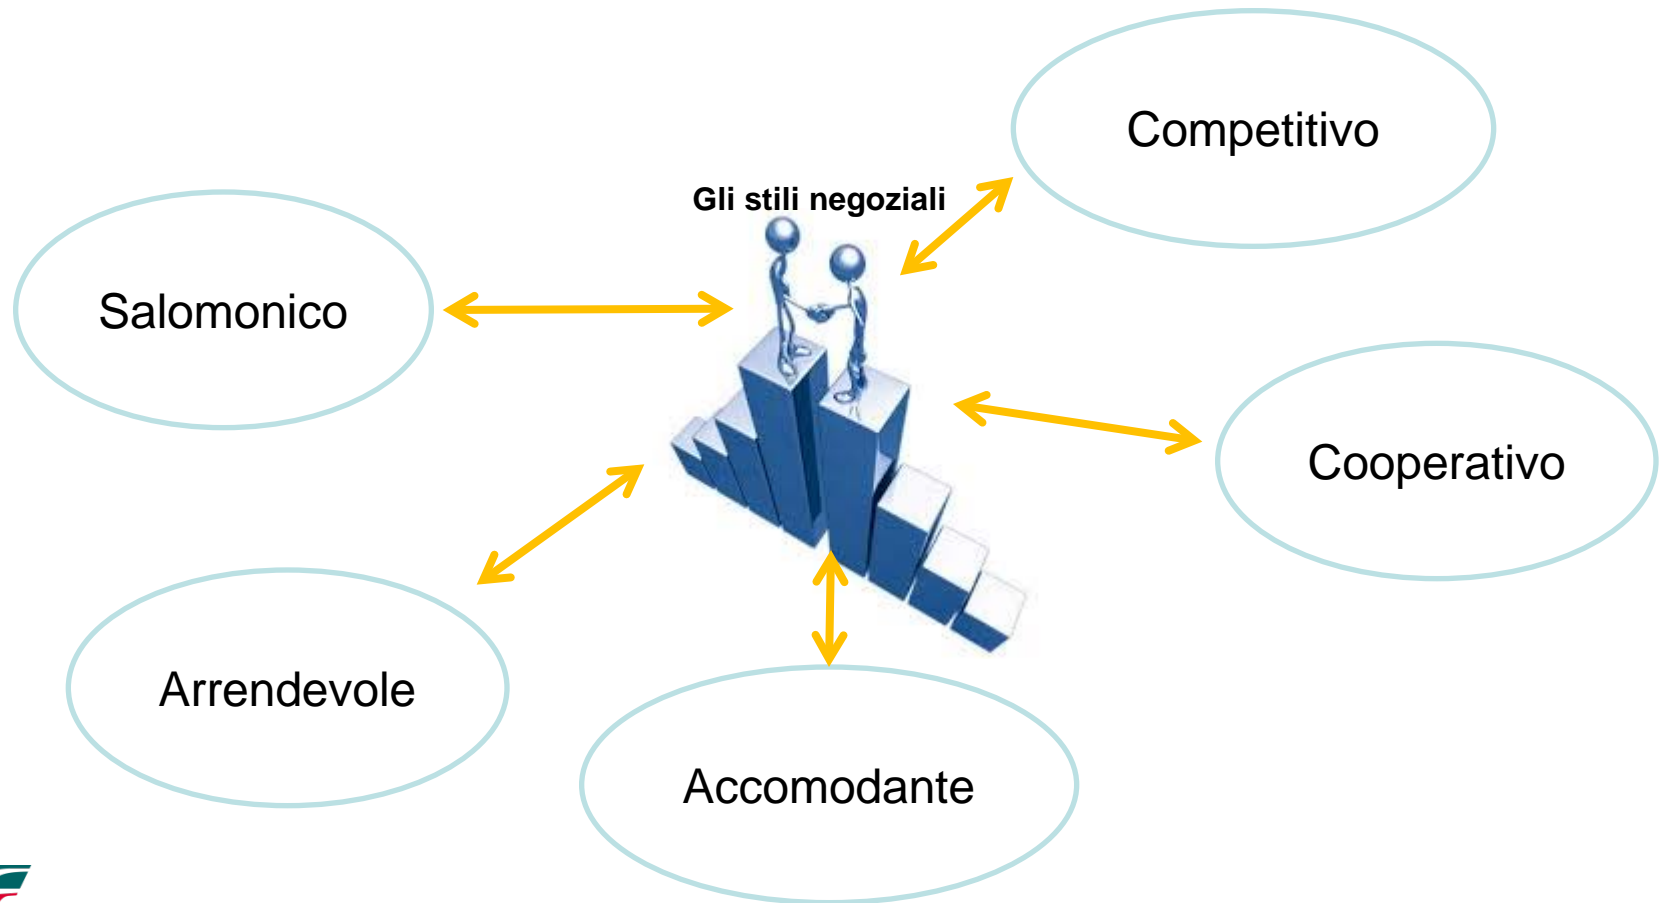 Gli stili negoziali
Competitivo
Salomonico
Cooperativo
Arrendevole
Accomodante